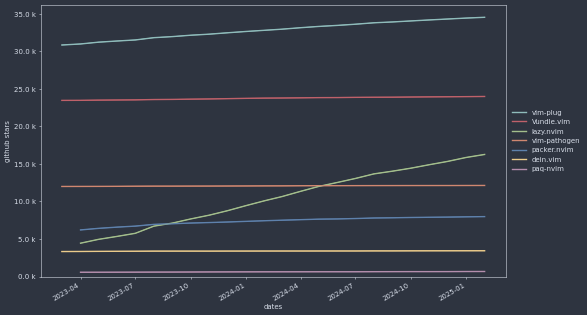 35.0 k
30.0 k
25.0 k
20.0 k
15.0 k
10.0 k
5.0 k
0.0 k
github stars
2023-04
2023-07
2023-10
2024-01
2024-04
2024-07
2024-10
2025-01
dates
vim-plug
Vundle.vim
lazy.nvim
vim-pathogen
packer.nvim
dein.vim
paq-nvim